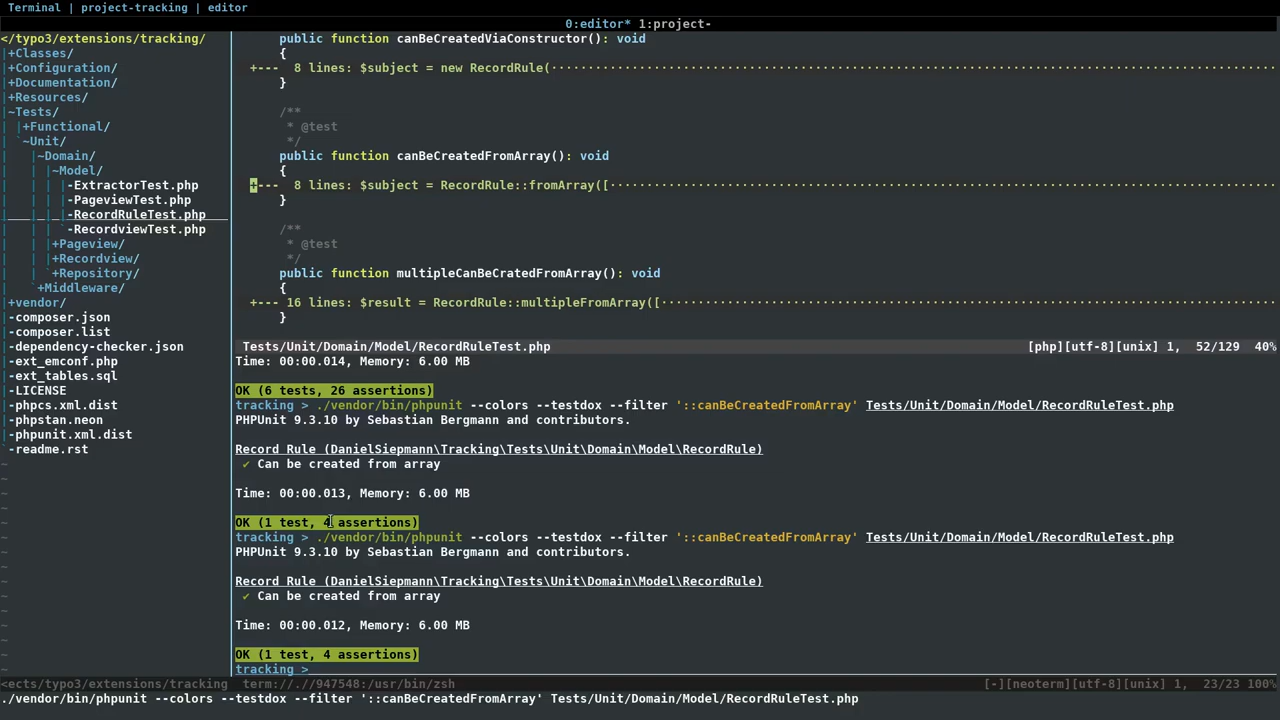 Terminal | project-tracking | editor
0:editor* 1:project-
</typo3/extensions/tracking/
|+Classes/
|+Configuration/
|+Documentation/
|+Resources/
|~Tests/
| |+Functional/
| `~Unit/
|   |~Domain/
|   | |~Model/
|   | | |-ExtractorTest.php
|   | | |-PageviewTest.php
|   | | |-RecordRuleTest.php
|   | | `-RecordviewTest.php
|   | |+Pageview/
|   | |+Recordview/
|   | `+Repository/
|   `+Middleware/
|+vendor/
|-composer.json
|-composer.list
|-dependency-checker.json
|-ext_emconf.php
|-ext_tables.sql
|-LICENSE
|-phpcs.xml.dist
|-phpstan.neon
|-phpunit.xml.dist
`-readme.rst
public function canBeCreatedViaConstructor(): void
{
+---  8 lines: $subject = new RecordRule(
}
/**
* @test
*/
public function canBeCreatedFromArray(): void
{
+---  8 lines: $subject = RecordRule::fromArray([
}
/**
* @test
*/
public function multipleCanBeCratedFromArray(): void
{
+--- 16 lines: $result = RecordRule::multipleFromArray([
}
Tests/Unit/Domain/Model/RecordRuleTest.php [php][utf-8][unix] 1, 52/129 40%
Time: 00:00.014, Memory: 6.00 MB
OK (6 tests, 26 assertions)
tracking > ./vendor/bin/phpunit --colors --testdox --filter '::canBeCreatedFromArray' Tests/Unit/Domain/Model/RecordRuleTest.php
PHPUnit 9.3.10 by Sebastian Bergmann and contributors.
Record Rule (DanielSiepmann\Tracking\Tests\Unit\Domain\Model\RecordRule)
✔ Can be created from array
Time: 00:00.013, Memory: 6.00 MB
OK (1 test, 4 assertions)
tracking > ./vendor/bin/phpunit --colors --testdox --filter '::canBeCreatedFromArray' Tests/Unit/Domain/Model/RecordRuleTest.php
PHPUnit 9.3.10 by Sebastian Bergmann and contributors.
Record Rule (DanielSiepmann\Tracking\Tests\Unit\Domain\Model\RecordRule)
✔ Can be created from array
Time: 00:00.012, Memory: 6.00 MB
OK (1 test, 4 assertions)
tracking >
<ects/typo3/extensions/tracking term://.//947548:/usr/bin/zsh [-][neoterm][utf-8][unix] 1, 23/23 100%
./vendor/bin/phpunit --colors --testdox --filter '::canBeCreatedFromArray' Tests/Unit/Domain/Model/RecordRuleTest.php